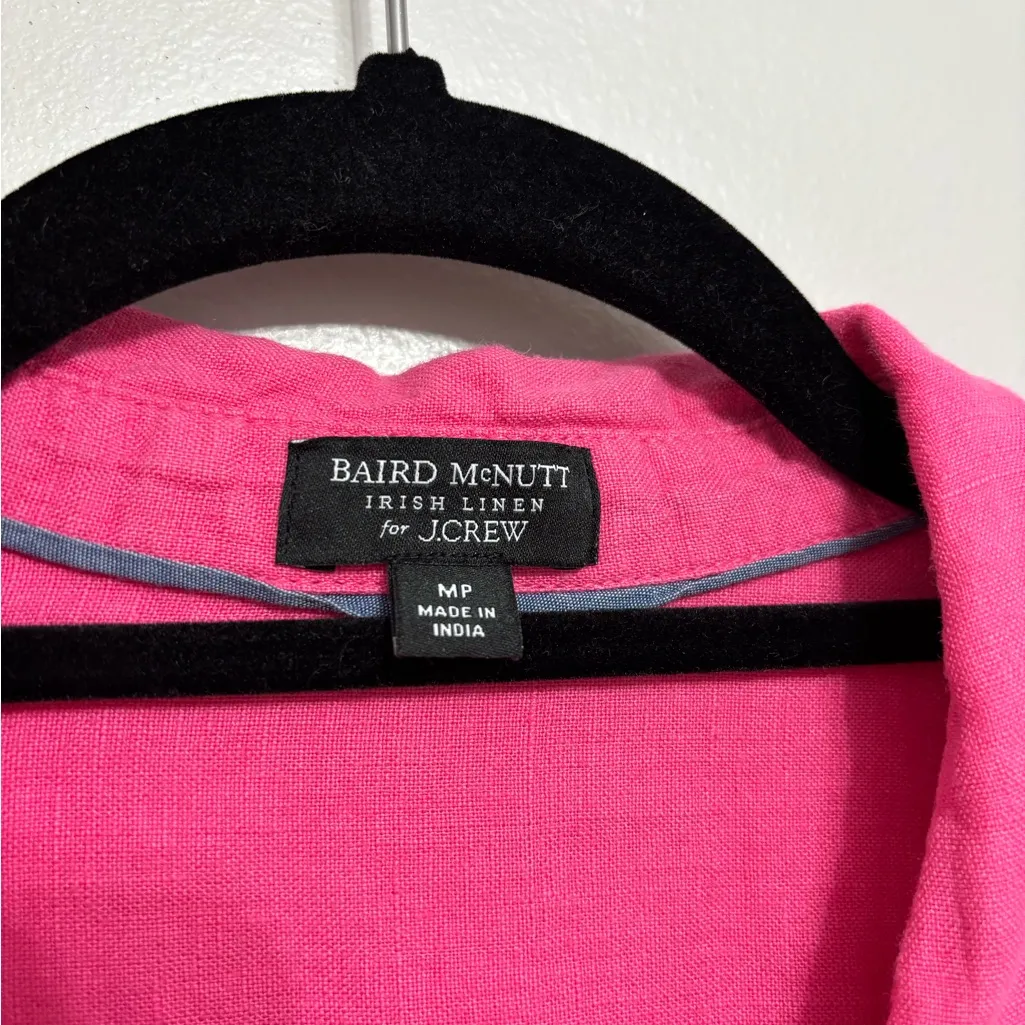 BAIRD McNUTT
IRISH LINEN
for J.CREW
MP
MADE IN
INDIA